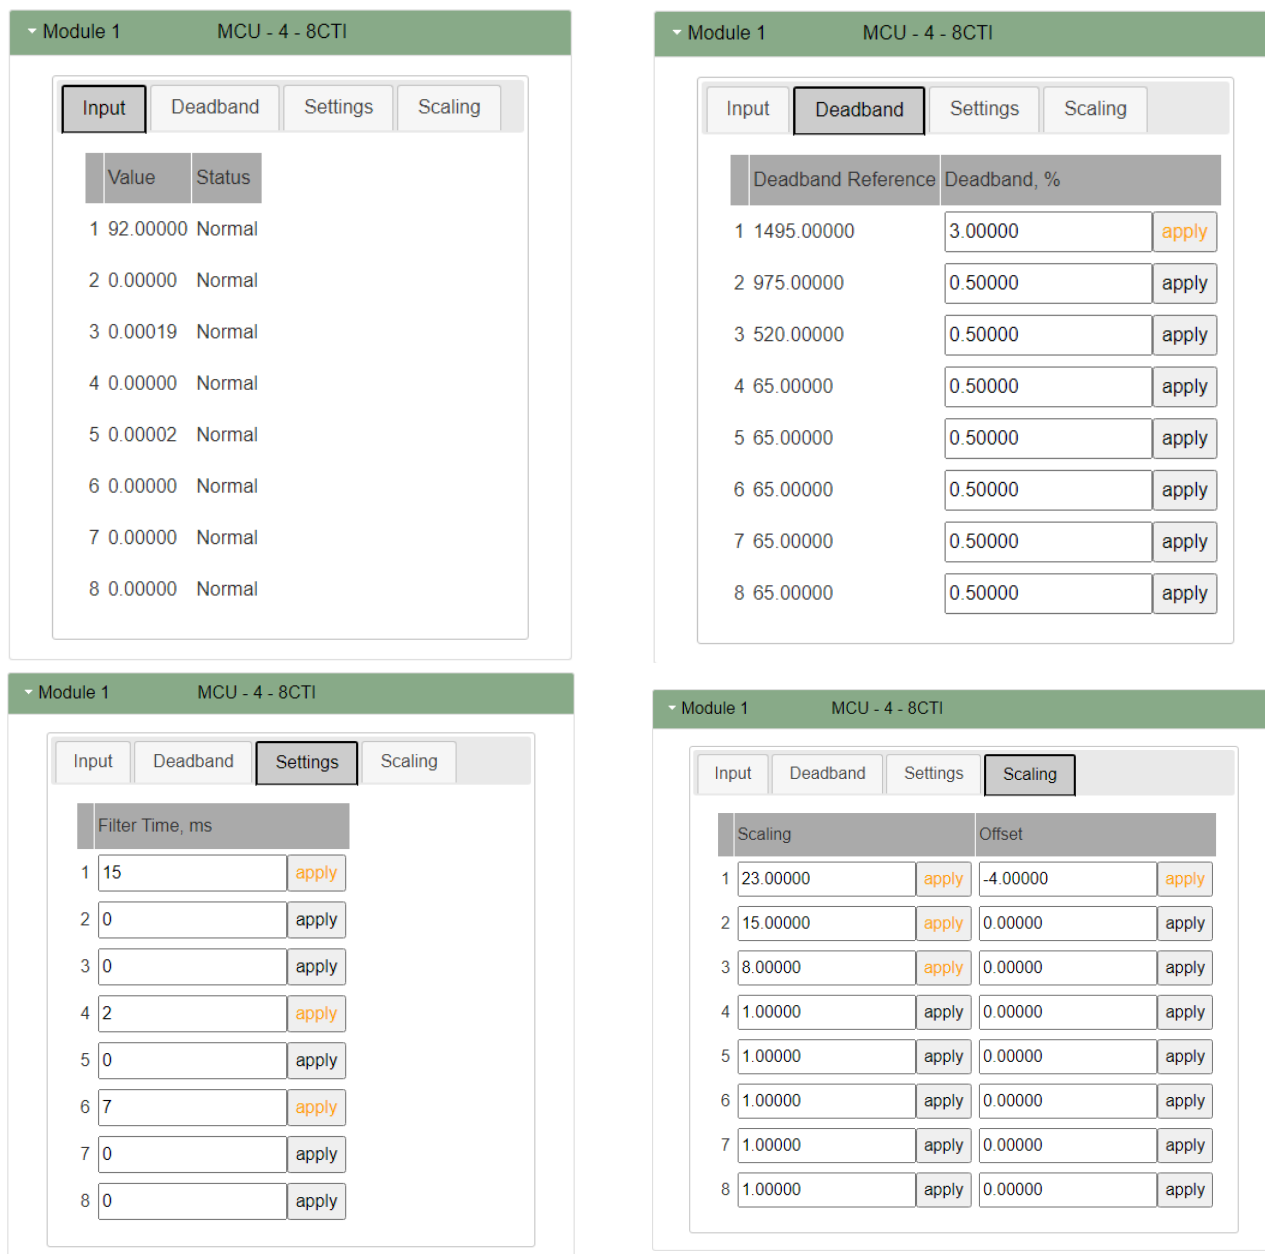 Module 1 MCU - 4 - 8CTI
Input Deadband Settings Scaling
Value Status
1 92.00000 Normal
2 0.00000 Normal
3 0.00019 Normal
4 0.00000 Normal
5 0.00002 Normal
6 0.00000 Normal
7 0.00000 Normal
8 0.00000 Normal
Module 1 MCU - 4 - 8CTI
Input Deadband Settings Scaling
Deadband Reference Deadband, %
1 1495.00000 3.00000 apply
2 975.00000 0.50000 apply
3 520.00000 0.50000 apply
4 65.00000 0.50000 apply
5 65.00000 0.50000 apply
6 65.00000 0.50000 apply
7 65.00000 0.50000 apply
8 65.00000 0.50000 apply
Module 1 MCU - 4 - 8CTI
Input Deadband Settings Scaling
Filter Time, ms
1 15 apply
2 0 apply
3 0 apply
4 2 apply
5 0 apply
6 7 apply
7 0 apply
8 0 apply
Module 1 MCU - 4 - 8CTI
Input Deadband Settings Scaling
Scaling Offset
1 23.00000 apply -4.00000 apply
2 15.00000 apply 0.00000 apply
3 8.00000 apply 0.00000 apply
4 1.00000 apply 0.00000 apply
5 1.00000 apply 0.00000 apply
6 1.00000 apply 0.00000 apply
7 1.00000 apply 0.00000 apply
8 1.00000 apply 0.00000 apply